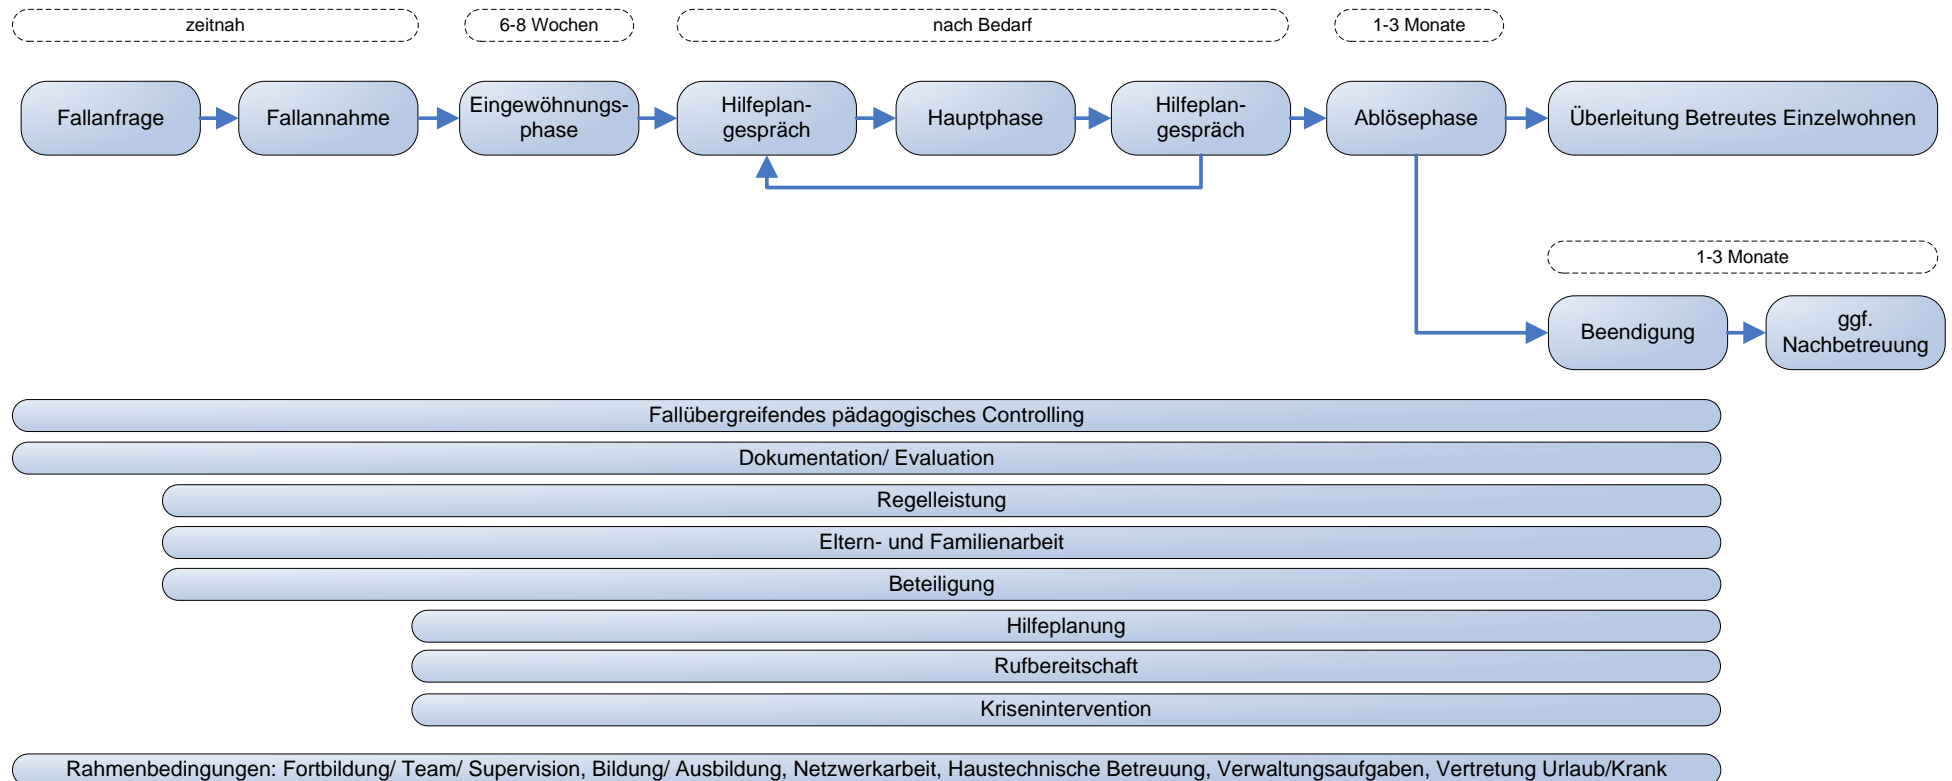 zeitnah
6-8 Wochen
nach Bedarf
1-3 Monate
Fallanfrage
Fallannahme
Eingewöhnungs-
phase
Hilfeplan-
gespräch
Hauptphase
Hilfeplan-
gespräch
Ablösephase
Überleitung Betreutes Einzelwohnen
1-3 Monate
Beendigung
ggf.
Nachbetreuung
Fallübergreifendes pädagogisches Controlling
Dokumentation/ Evaluation
Regelleistung
Eltern- und Familienarbeit
Beteiligung
Hilfeplanung
Rufbereitschaft
Krisenintervention
Rahmenbedingungen: Fortbildung/ Team/ Supervision, Bildung/ Ausbildung, Netzwerkarbeit, Haustechnische Betreuung, Verwaltungsaufgaben, Vertretung Urlaub/Krank